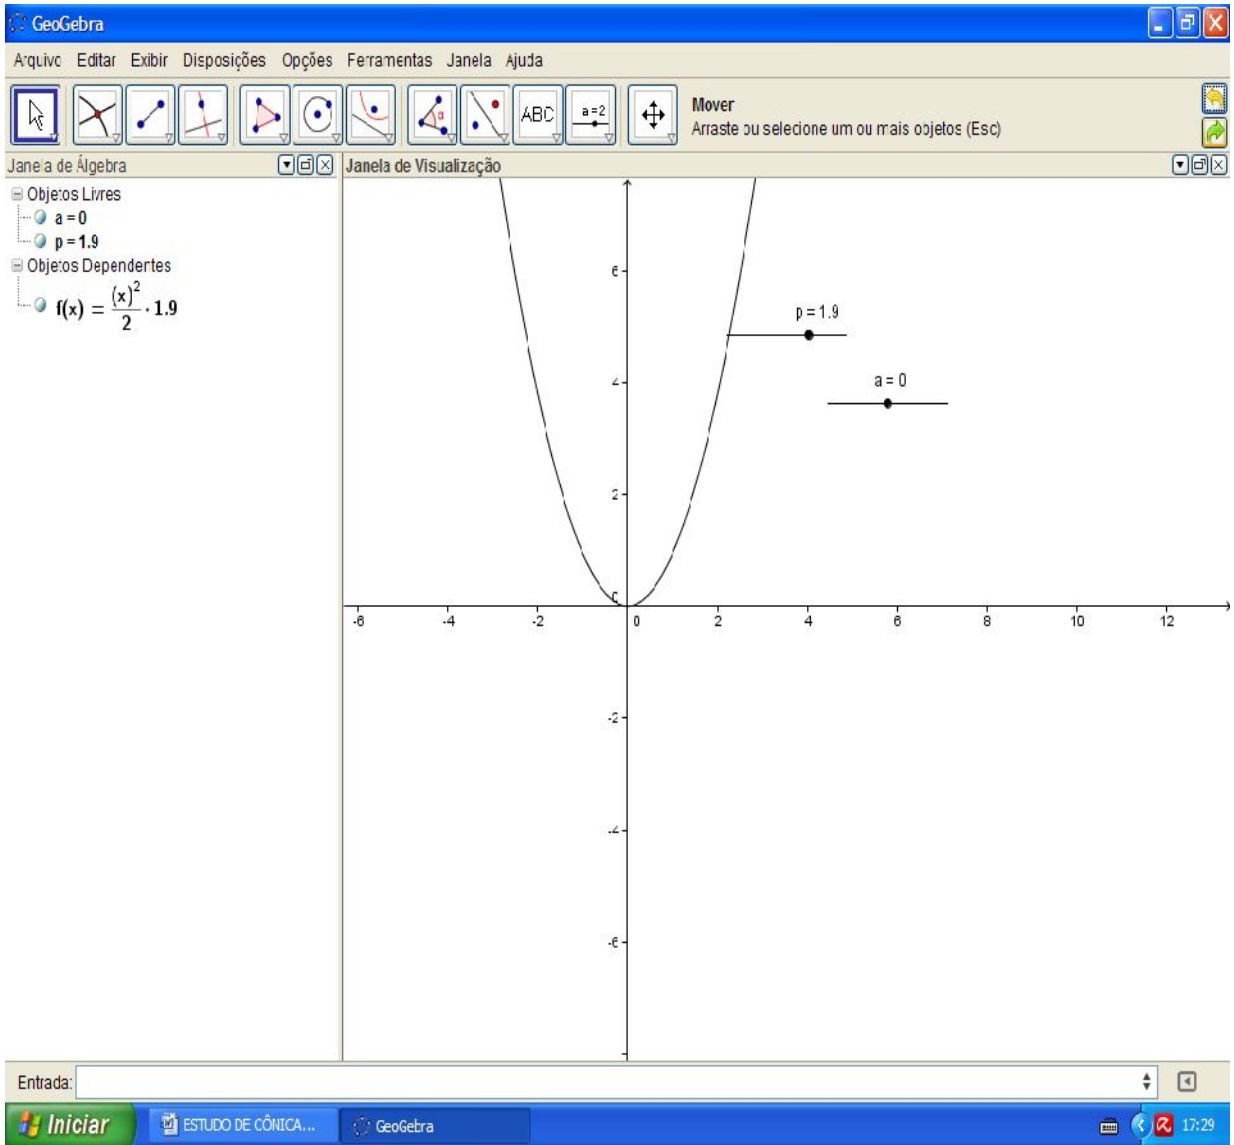 GeoGebra
Arquivo Editar Exibir Disposições Opções Ferramentas Janela Ajuda
ABC
a=2
Mover
Arraste ou selecione um ou mais objetos (Esc)
Janela de Álgebra
Janela de Visualização
Objetos Livres
a = 0
p = 1.9
Objetos Dependentes
f(x) = (x)²/2 · 1.9
p = 1.9
a = 0
6
4
2
0
-6 -4 -2 0 2 4 6 8 10 12
-2
-4
-6
Entrada:
Iniciar ESTUDO DE CÔNICA... GeoGebra 17:29